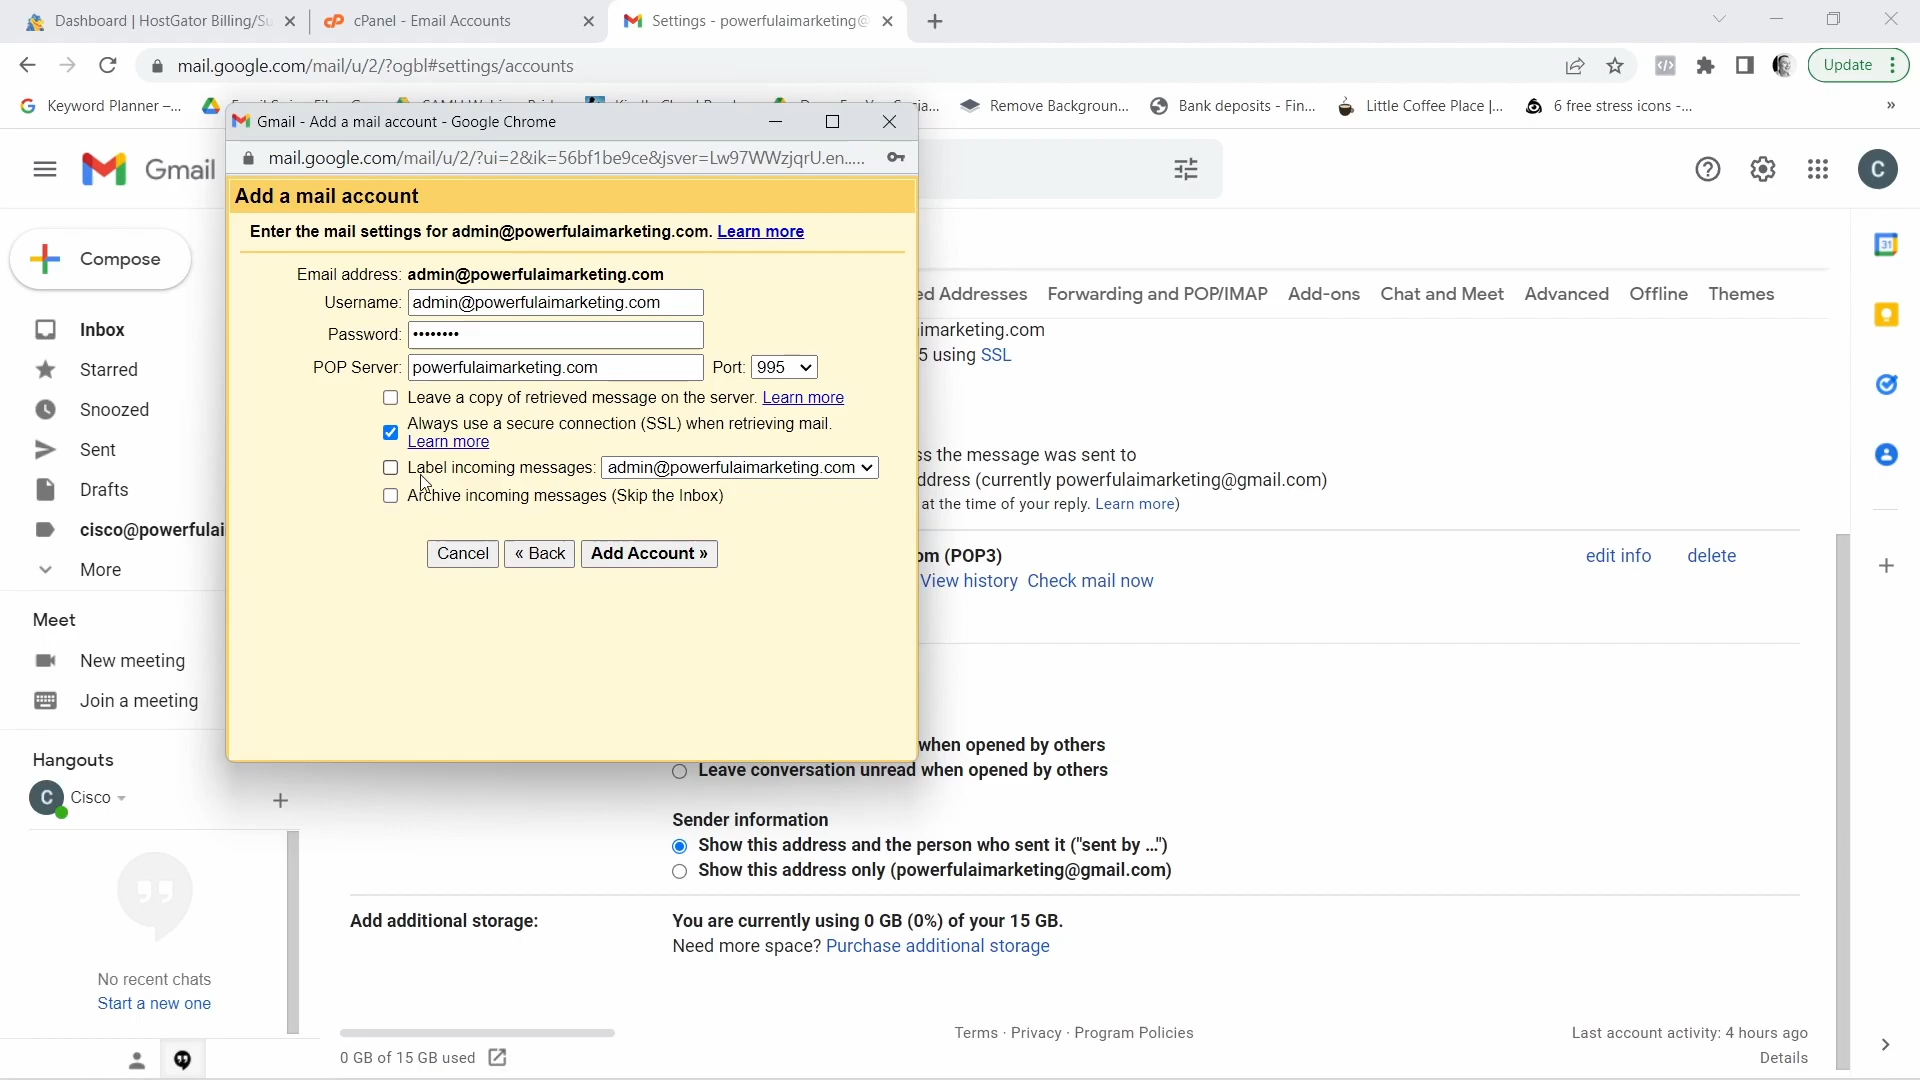 Dashboard | HostGator Billing/Su
cPanel - Email Accounts
Settings - powerfulaimarketing@
mail.google.com/mail/u/2/?ogbl#settings/accounts
Update
Keyword Planner –...
Remove Background...
Bank deposits - Fin...
Little Coffee Place |...
6 free stress icons -...
»
Gmail - Add a mail account - Google Chrome
mail.google.com/mail/u/2/?ui=2&ik=56bf1be9ce&jsver=Lw97WWzjqrU.en.....
Gmail
C
Add a mail account
Enter the mail settings for admin@powerfulaimarketing.com. Learn more
Email address: admin@powerfulaimarketing.com
Username: admin@powerfulaimarketing.com
Password: ••••••••
POP Server: powerfulaimarketing.com Port: 995
Leave a copy of retrieved message on the server. Learn more
Always use a secure connection (SSL) when retrieving mail.
Learn more
Label incoming messages: admin@powerfulaimarketing.com
Archive incoming messages (Skip the Inbox)
Cancel « Back Add Account »
Compose
Inbox
Starred
Snoozed
Sent
Drafts
cisco@powerfulai
More
Meet
New meeting
Join a meeting
Hangouts
C Cisco
No recent chats
Start a new one
ed Addresses Forwarding and POP/IMAP Add-ons Chat and Meet Advanced Offline Themes
imarketing.com
5 using SSL
ss the message was sent to
ddress (currently powerfulaimarketing@gmail.com)
at the time of your reply. Learn more)
om (POP3) edit info delete
View history Check mail now
when opened by others
Leave conversation unread when opened by others
Sender information
Show this address and the person who sent it ("sent by ...")
Show this address only (powerfulaimarketing@gmail.com)
Add additional storage: You are currently using 0 GB (0%) of your 15 GB.
Need more space? Purchase additional storage
0 GB of 15 GB used
Terms · Privacy · Program Policies
Last account activity: 4 hours ago
Details
31